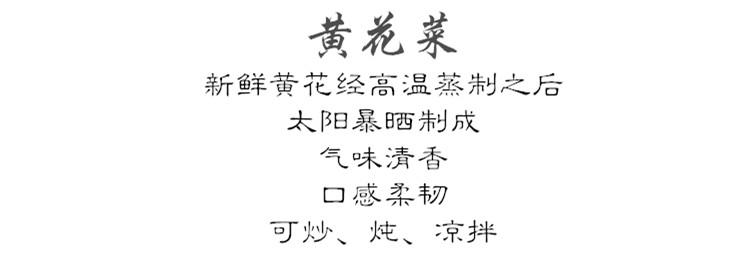 黄花菜
新鲜黄花经高温蒸制之后
太阳暴晒制成
气味清香
口感柔韧
可炒、炖、凉拌